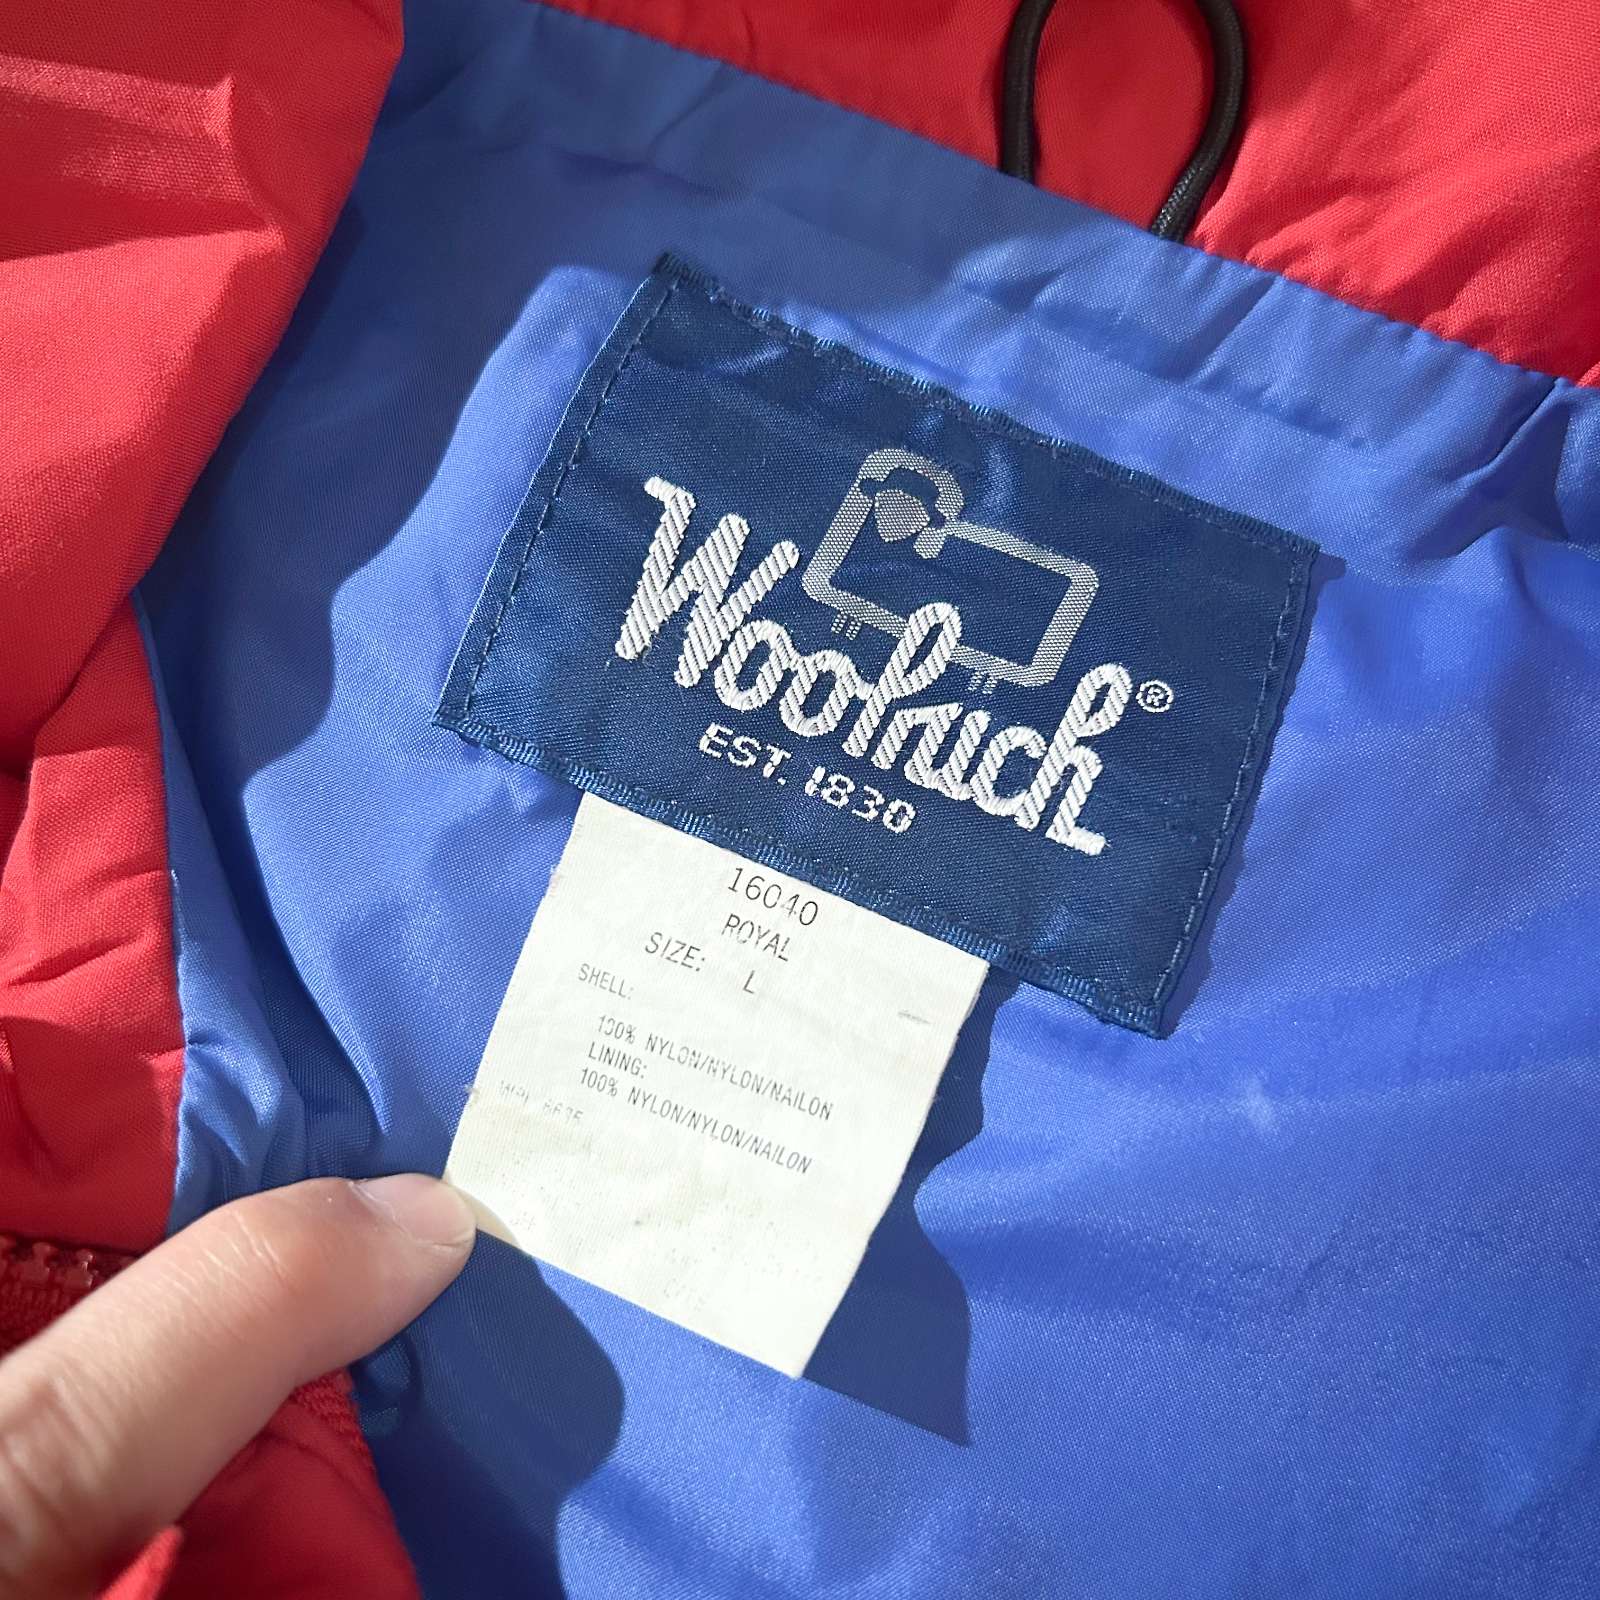 Woolrich®
EST. 1830
16040
ROYAL
SIZE: L
SHELL:
100% NYLON/NYLON/NAILON
LINING:
100% NYLON/NYLON/NAILON